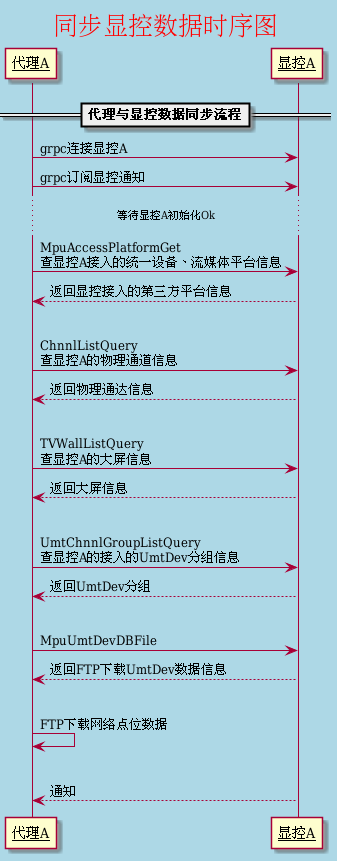 同步显控数据时序图
代理A
显控A
代理与显控数据同步流程
grpc连接显控A
grpc订阅显控通知
等待显控A初始化Ok
MpuAccessPlatformGet
查显控A接入的统一设备、流媒体平台信息
返回显控接入的第三方平台信息
ChnnlListQuery
查显控A的物理通道信息
返回物理通达信息
TVWallListQuery
查显控A的大屏信息
返回大屏信息
UmtChnnlGroupListQuery
查显控A的接入的UmtDev分组信息
返回UmtDev分组
MpuUmtDevDBFile
返回FTP下载UmtDev数据信息
FTP下载网络点位数据
通知
代理A
显控A